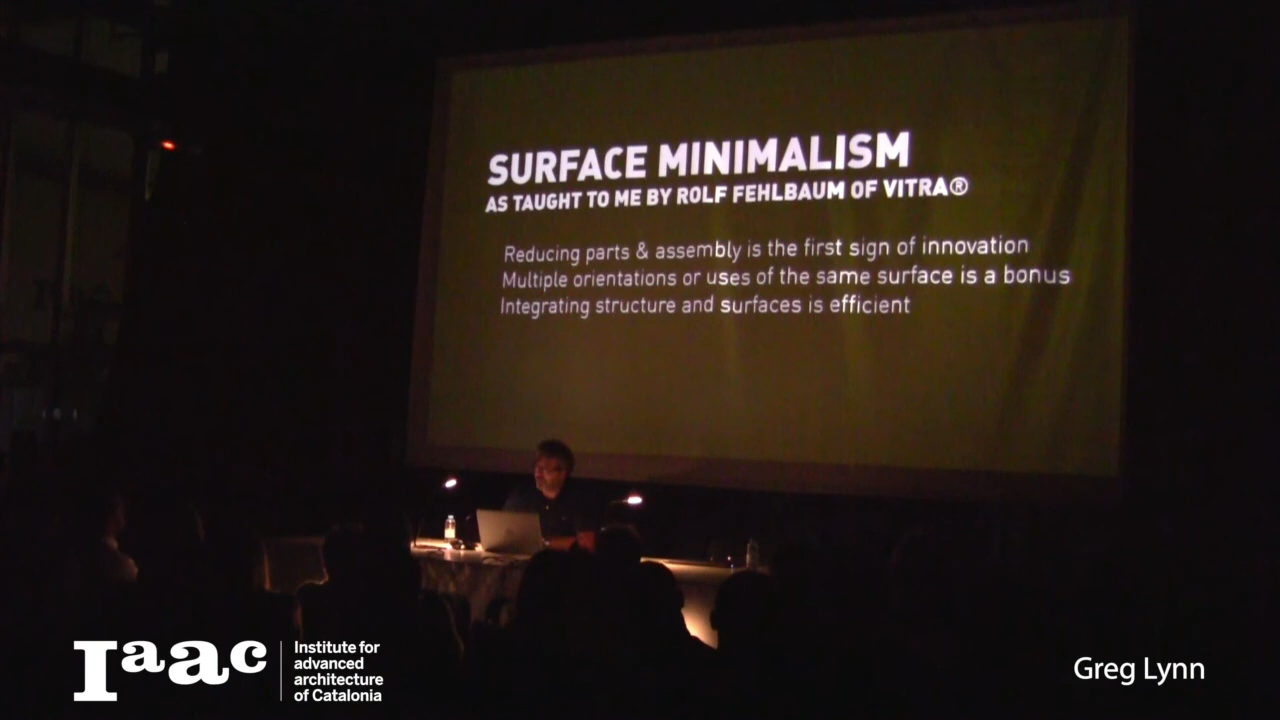 SURFACE MINIMALISM
AS TAUGHT TO ME BY ROLF FEHLBAUM OF VITRA®
Reducing parts & assembly is the first sign of innovation
Multiple orientations or uses of the same surface is a bonus
Integrating structure and surfaces is efficient
Iaac
Institute for
advanced
architecture
of Catalonia
Greg Lynn